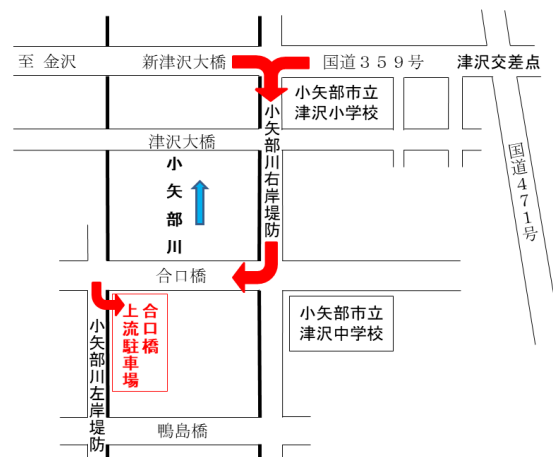 至 金沢
新津沢大橋
国道３５９号
津沢交差点
小矢部市立
津沢小学校
津沢大橋
小矢部川右岸堤防
国道４７１号
小矢部川
合口橋
合口橋
上流駐車場
小矢部市立
津沢中学校
小矢部川左岸堤防
鴨島橋